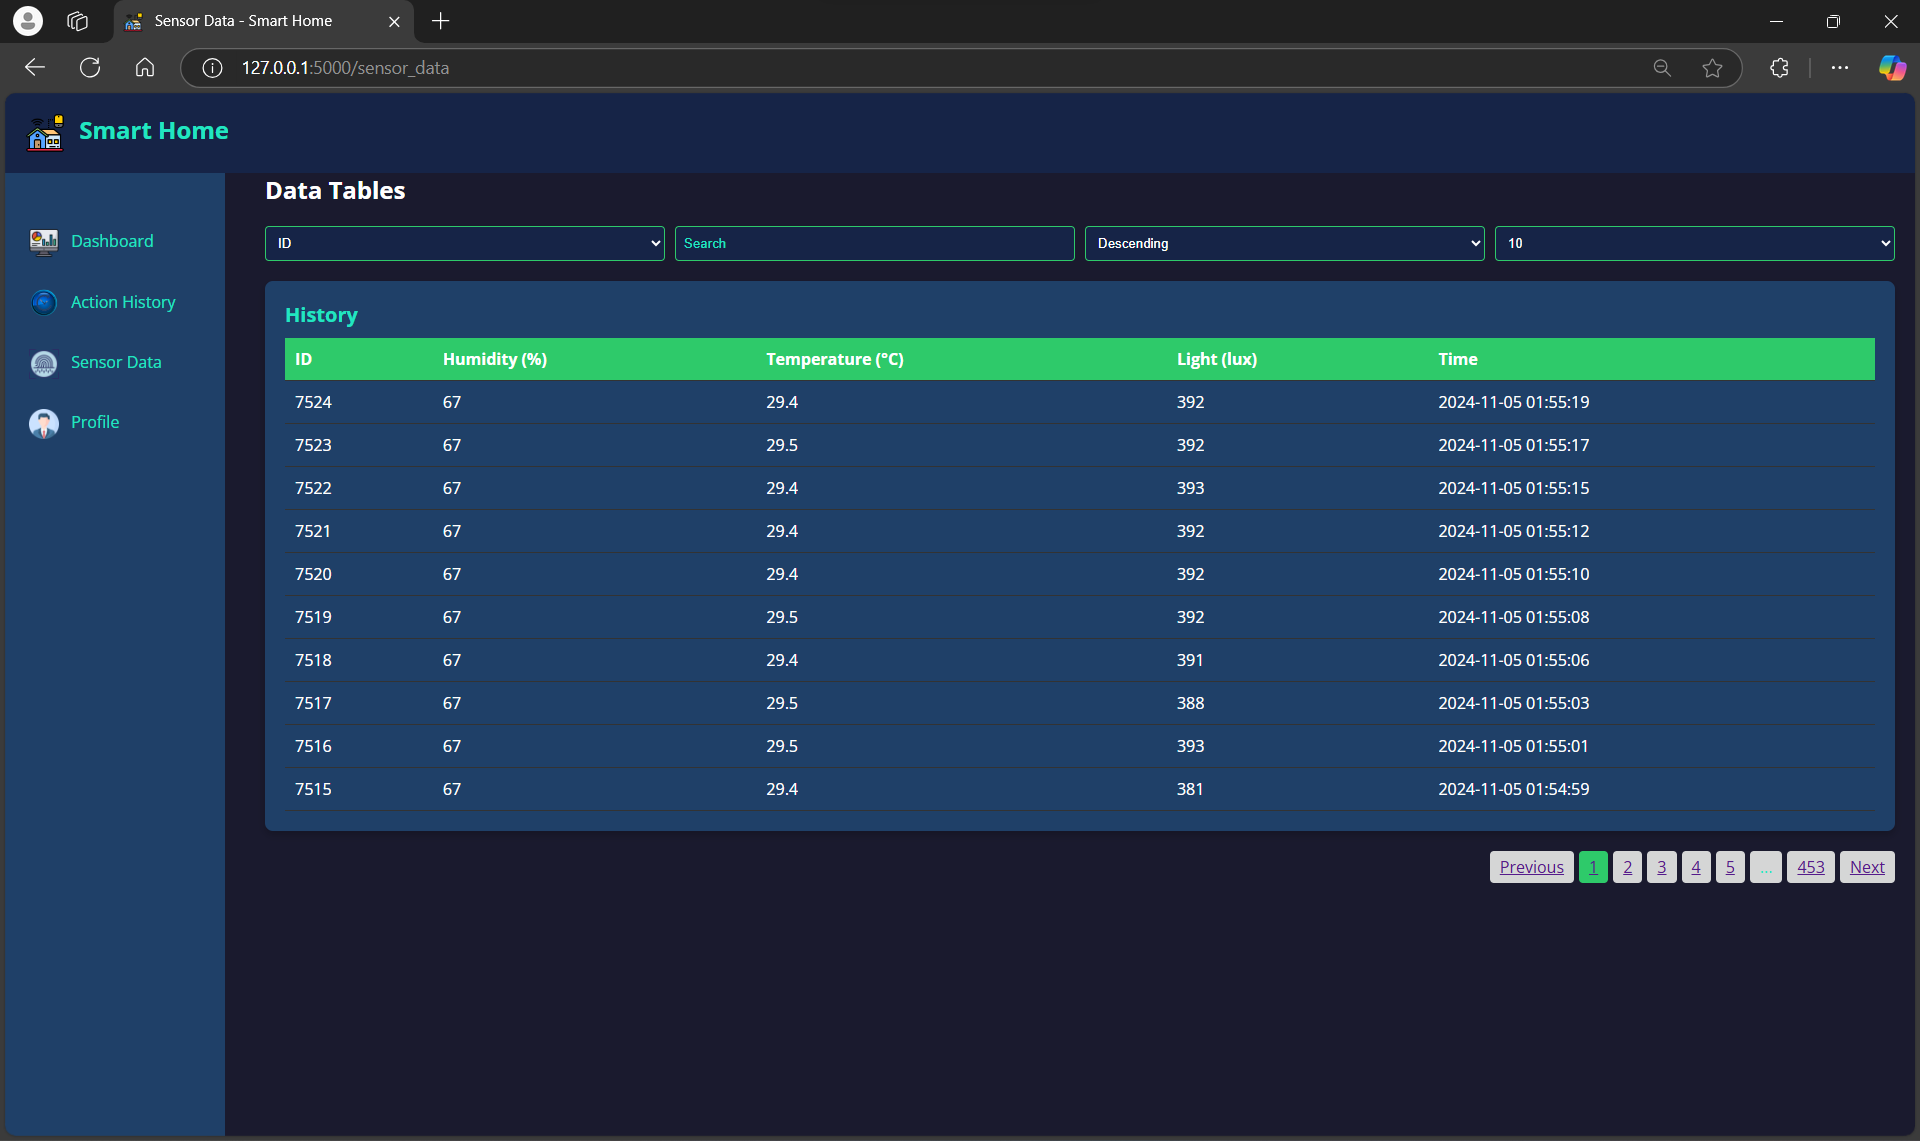 Sensor Data - Smart Home
127.0.0.1:5000/sensor_data
Smart Home
Dashboard
Action History
Sensor Data
Profile
Data Tables
ID Search Descending 10
History
ID Humidity (%) Temperature (°C) Light (lux) Time
7524 67 29.4 392 2024-11-05 01:55:19
7523 67 29.5 392 2024-11-05 01:55:17
7522 67 29.4 393 2024-11-05 01:55:15
7521 67 29.4 392 2024-11-05 01:55:12
7520 67 29.4 392 2024-11-05 01:55:10
7519 67 29.5 392 2024-11-05 01:55:08
7518 67 29.4 391 2024-11-05 01:55:06
7517 67 29.5 388 2024-11-05 01:55:03
7516 67 29.5 393 2024-11-05 01:55:01
7515 67 29.4 381 2024-11-05 01:54:59
Previous 1 2 3 4 5 ... 453 Next